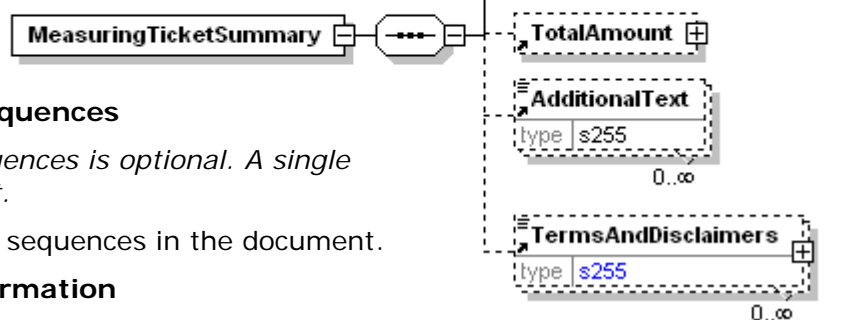 MeasuringTicketSummary
TotalAmount
AdditionalText
type s255
0..∞
TermsAndDisclaimers
type s255
0..∞
quences
uences is optional. A single
t.
sequences in the document.
rmation